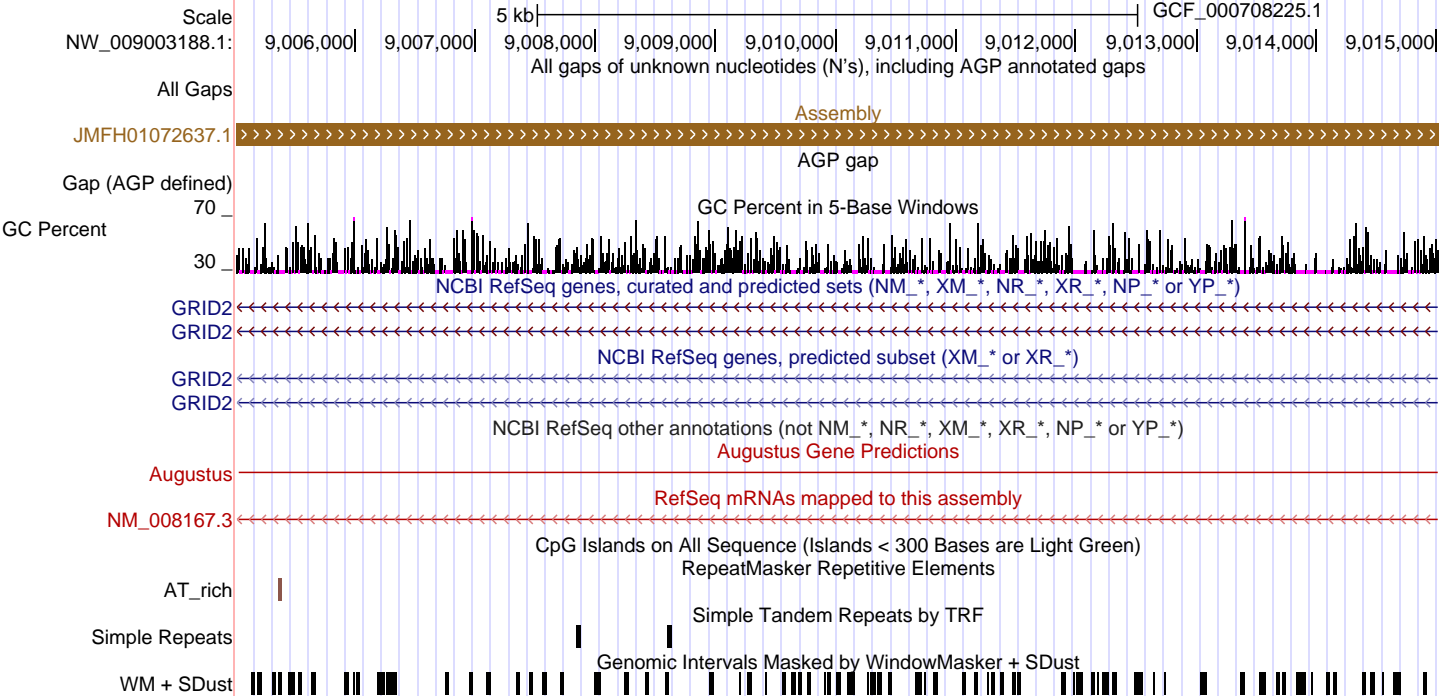 Scale 5 kb GCF_000708225.1
NW_009003188.1: 9,006,000 9,007,000 9,008,000 9,009,000 9,010,000 9,011,000 9,012,000 9,013,000 9,014,000 9,015,000
All gaps of unknown nucleotides (N's), including AGP annotated gaps
All Gaps
Assembly
JMFH01072637.1
AGP gap
Gap (AGP defined)
GC Percent in 5-Base Windows
70 _
GC Percent
30 _
NCBI RefSeq genes, curated and predicted sets (NM_*, XM_*, NR_*, XR_*, NP_* or YP_*)
GRID2
GRID2
NCBI RefSeq genes, predicted subset (XM_* or XR_*)
GRID2
GRID2
NCBI RefSeq other annotations (not NM_*, NR_*, XM_*, XR_*, NP_* or YP_*)
Augustus Gene Predictions
Augustus
RefSeq mRNAs mapped to this assembly
NM_008167.3
CpG Islands on All Sequence (Islands < 300 Bases are Light Green)
RepeatMasker Repetitive Elements
AT_rich
Simple Tandem Repeats by TRF
Simple Repeats
Genomic Intervals Masked by WindowMasker + SDust
WM + SDust